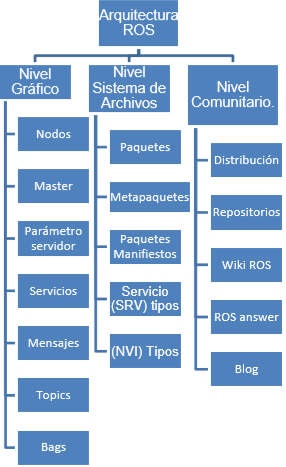 Arquitectura
ROS
Nivel
Gráfico
Nodos
Master
Parámetro
servidor
Servicios
Mensajes
Topics
Bags
Nivel
Sistema de
Archivos
Paquetes
Metapaquetes
Paquetes
Manifiestos
Servicio
(SRV) tipos
(NVI) Tipos
Nivel
Comunitario.
Distribución
Repositorios
Wiki ROS
ROS answer
Blog